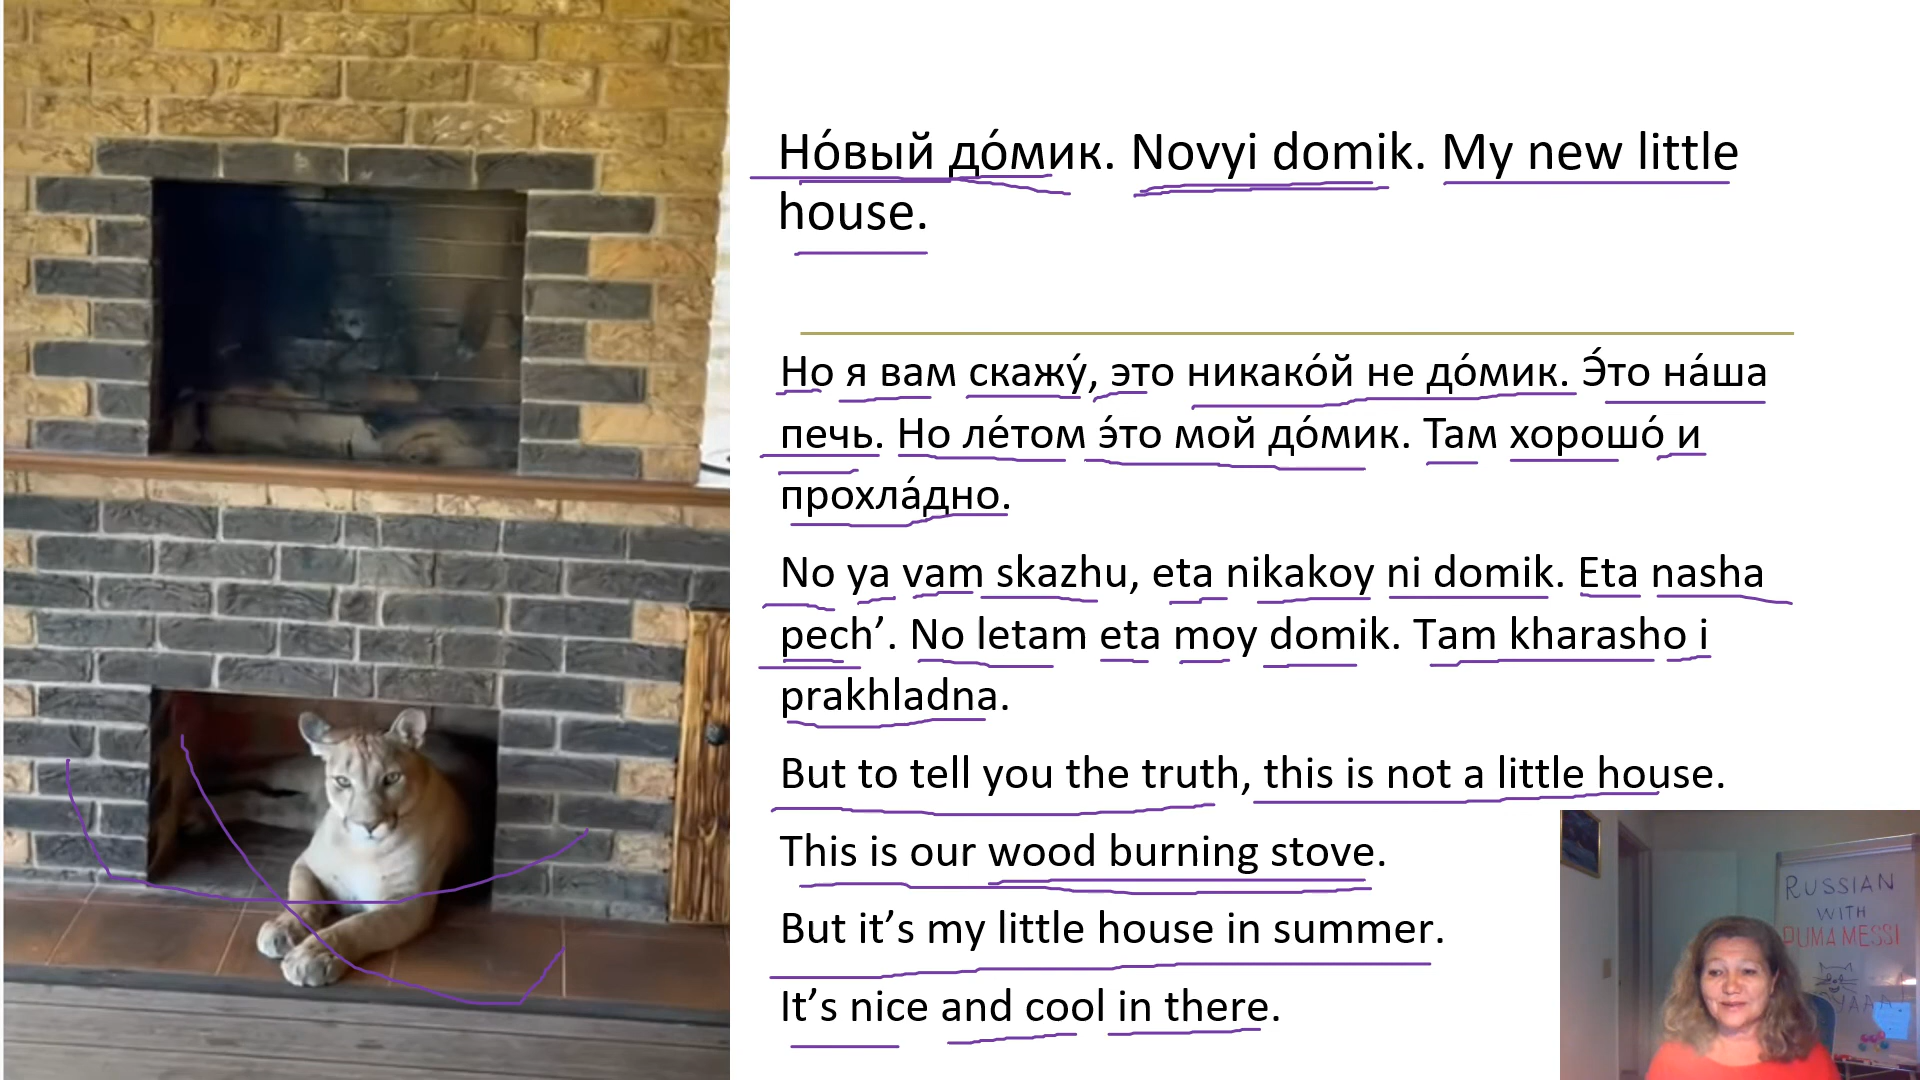 Но́вый до́мик. Novyi domik. My new little
house.
Но я вам скажу́, это никако́й не до́мик. Э́то на́ша
печь. Но ле́том э́то мой до́мик. Там хорошо́ и
прохла́дно.
No ya vam skazhu, eta nikakoy ni domik. Eta nasha
pech’. No letam eta moy domik. Tam kharasho i
prakhladna.
But to tell you the truth, this is not a little house.
This is our wood burning stove.
But it’s my little house in summer.
It’s nice and cool in there.
RUSSIAN
WITH
PUMA MESSI